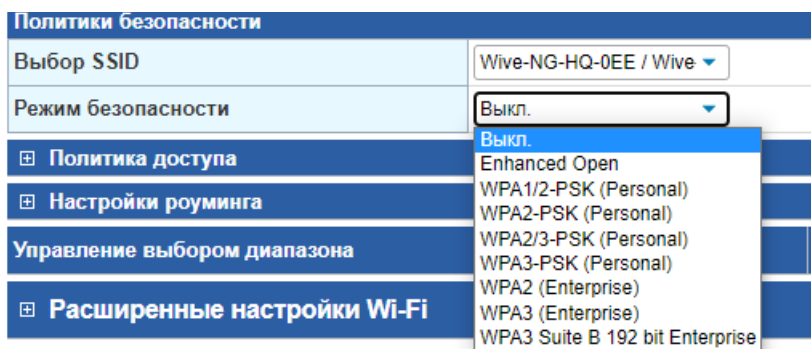 Политики безопасности
Выбор SSID
Wive-NG-HQ-0EE / Wive
Режим безопасности
Выкл.
Выкл.
Enhanced Open
WPA1/2-PSK (Personal)
WPA2-PSK (Personal)
WPA2/3-PSK (Personal)
WPA3-PSK (Personal)
WPA2 (Enterprise)
WPA3 (Enterprise)
WPA3 Suite B 192 bit Enterprise
Политика доступа
Настройки роуминга
Управление выбором диапазона
Расширенные настройки Wi-Fi